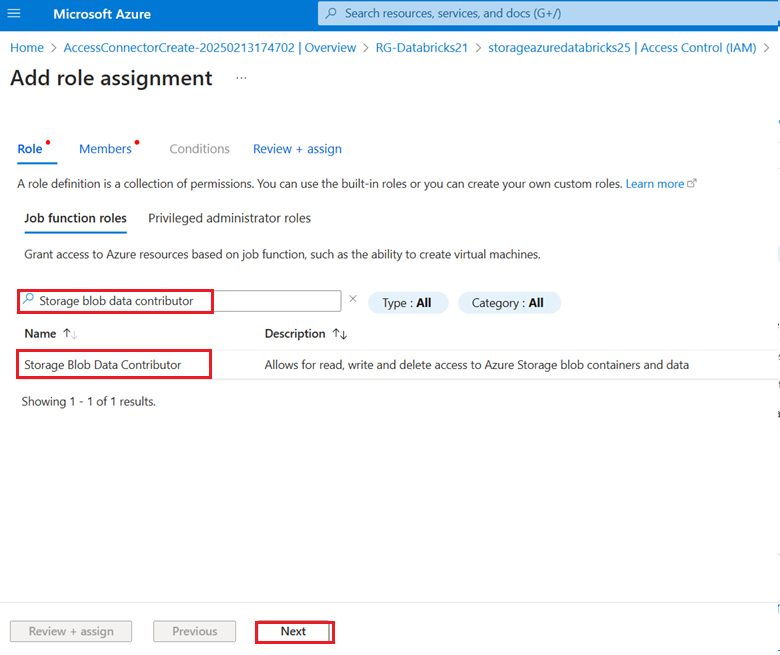 Microsoft Azure
Search resources, services, and docs (G+/)
Home > AccessConnectorCreate-20250213174702 | Overview > RG-Databricks21 > storageazuredatabricks25 | Access Control (IAM) >
Add role assignment ...
Role Members Conditions Review + assign
A role definition is a collection of permissions. You can use the built-in roles or you can create your own custom roles. Learn more
Job function roles Privileged administrator roles
Grant access to Azure resources based on job function, such as the ability to create virtual machines.
Storage blob data contributor × Type : All Category : All
Name ↑↓ Description ↑↓
Storage Blob Data Contributor Allows for read, write and delete access to Azure Storage blob containers and data
Showing 1 - 1 of 1 results.
Review + assign Previous Next